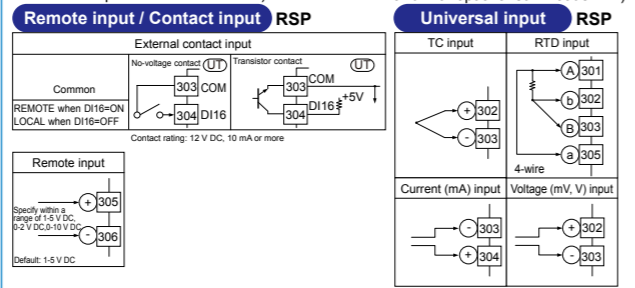 Remote input / Contact input RSP
External contact input
No-voltage contact UT
Transistor contact UT
Common
REMOTE when DI16=ON
LOCAL when DI16=OFF
303 COM
304 DI16
303 COM
304 DI16
+5V
Contact rating: 12 V DC, 10 mA or more
Remote input
Specify within a
range of 1-5 V DC,
0-2 V DC,0-10 V DC.
+ 305
- 306
Default: 1-5 V DC
Universal input RSP
TC input
+ 302
- 303
RTD input
A 301
b 302
B 303
a 305
4-wire
Current (mA) input
- 303
+ 304
Voltage (mV, V) input
+ 302
- 303